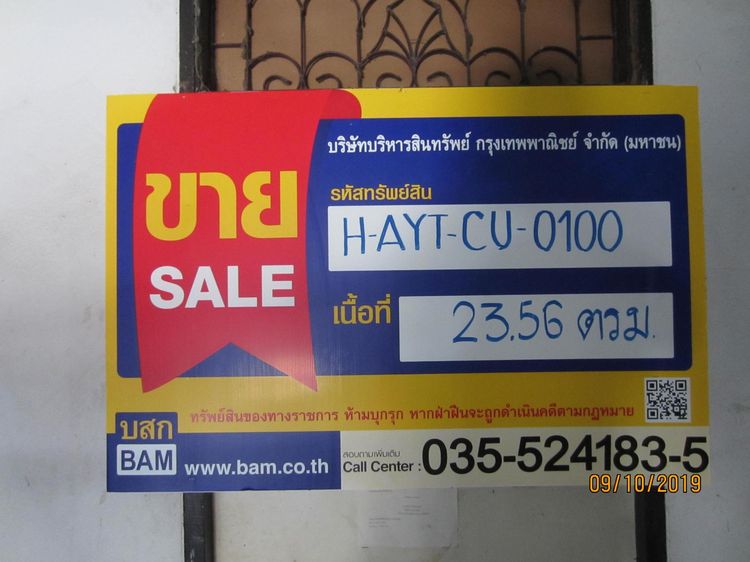 บริษัทบริหารสินทรัพย์ กรุงเทพพาณิชย์ จำกัด (มหาชน)
ขาย
SALE
รหัสทรัพย์สิน
H-AYT-CU-0100
เนื้อที่
23.56 ตรม.
ทรัพย์สินของทางราชการ ห้ามบุกรุก หากฝ่าฝืนจะถูกดำเนินคดีตามกฎหมาย
บสก
BAM
www.bam.co.th
สอบถามเพิ่มเติม
Call Center : 035-524183-5
09/10/2019